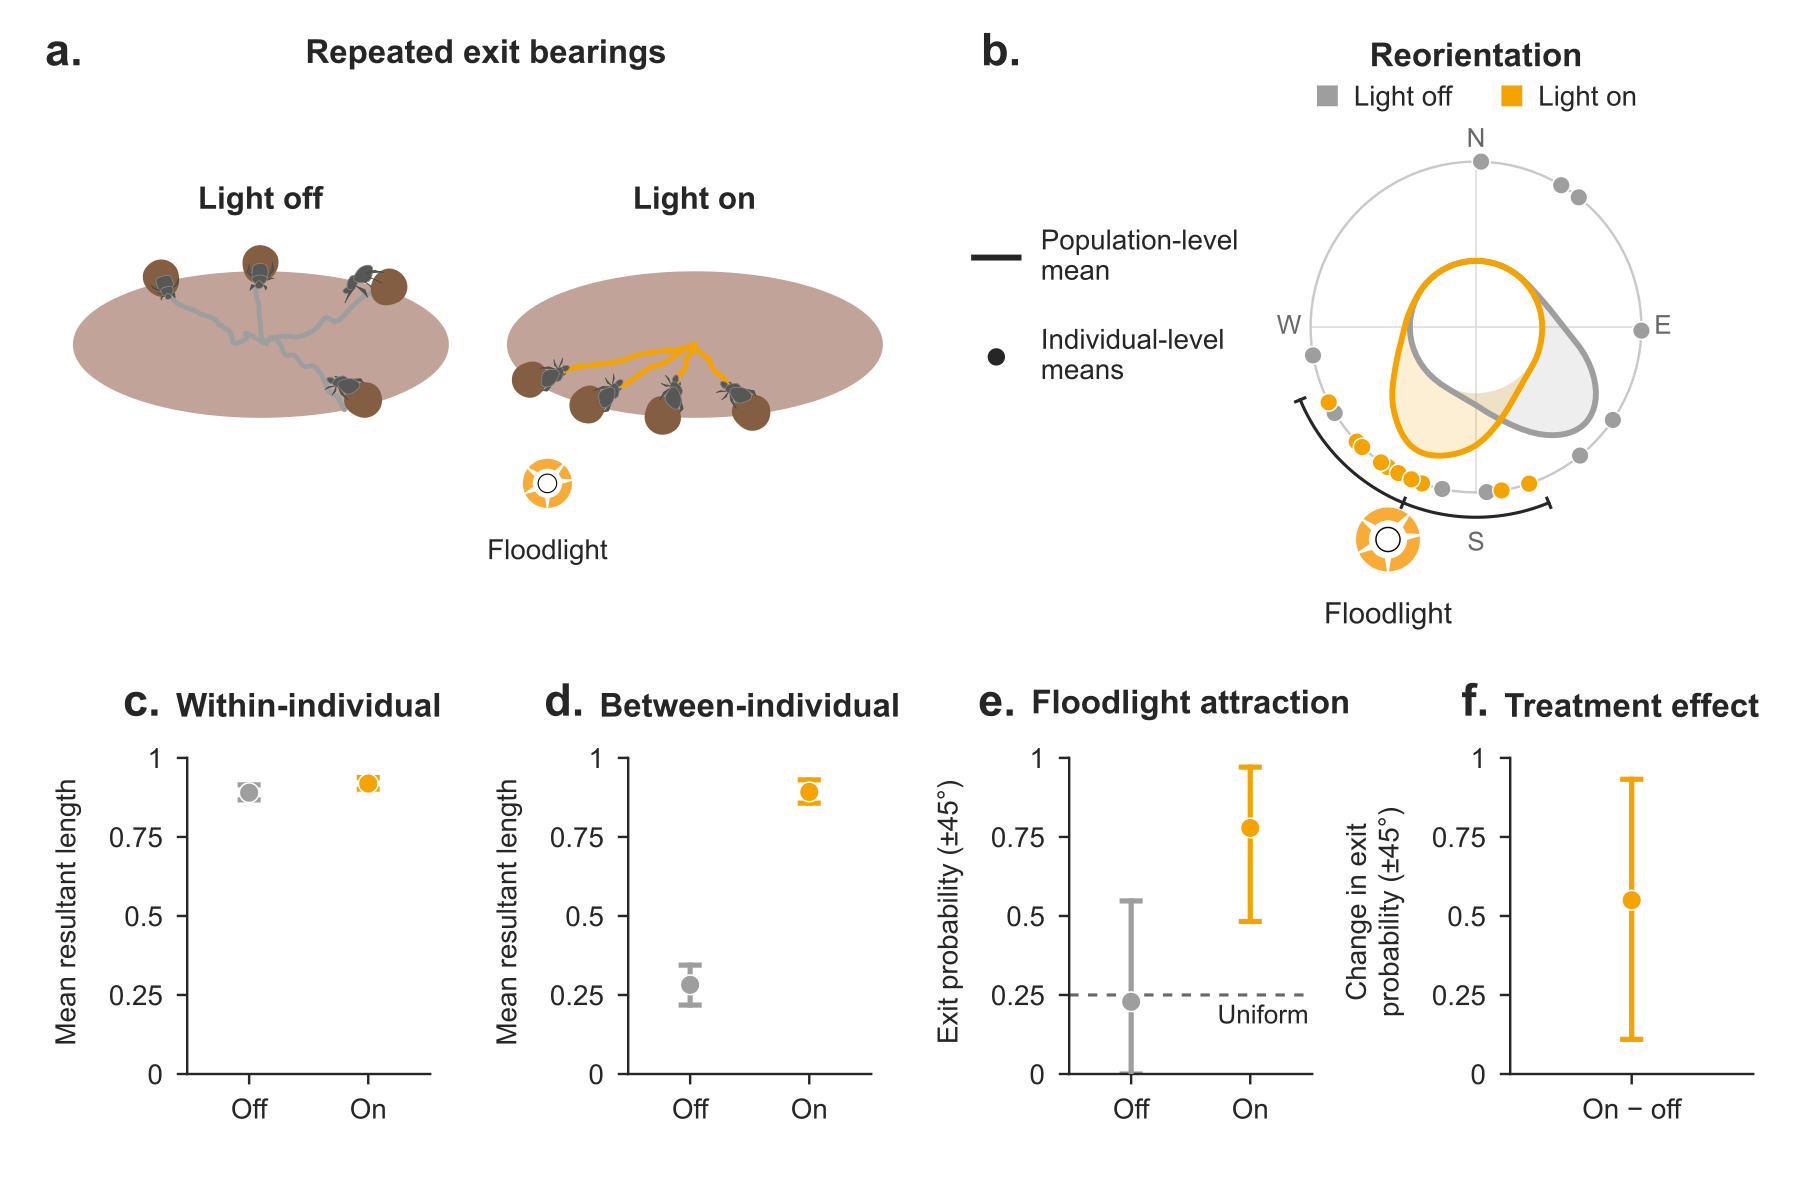 a.
Repeated exit bearings
Light off
Light on
Floodlight
b.
Reorientation
Light off
Light on
Population-level
mean
Individual-level
means
N
W
E
S
Floodlight
c. Within-individual
Mean resultant length
1
0.75
0.5
0.25
0
Off
On
d. Between-individual
Mean resultant length
1
0.75
0.5
0.25
0
Off
On
e. Floodlight attraction
Exit probability (±45°)
1
0.75
0.5
0.25
0
Uniform
Off
On
f. Treatment effect
Change in exit
probability (±45°)
1
0.75
0.5
0.25
0
On − off